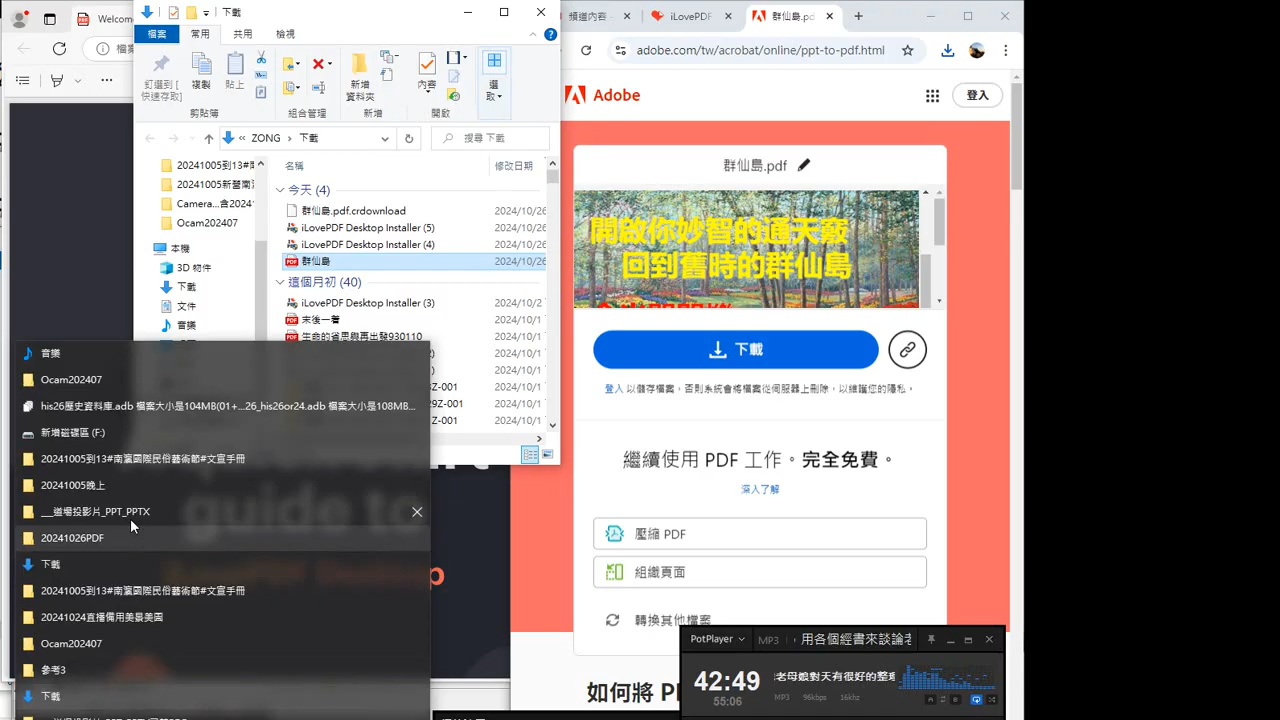 Welcome
下載
檔案
常用
共用
檢視
釘選到 [
快速存取]
複製
貼上
剪貼簿
組合管理
新增
資料夾
新增
內容
開啟
選
取
ZONG
下載
搜尋 下載
20241005到13#南
20241005新營南
Camera...含2024
Ocam202407
本機
3D 物件
下載
文件
音樂
名稱
修改日期
今天 (4)
群仙島.pdf.crdownload
2024/10/26
iLovePDF Desktop Installer (5)
2024/10/26
iLovePDF Desktop Installer (4)
2024/10/26
群仙島
2024/10/26
這個月初 (40)
iLovePDF Desktop Installer (3)
2024/10/2
末後一著
2024/10/1
2024/10/1
2024/10/1
2024/10/1
8Z-001
2024/10/1
9Z-001
2024/10/1
-001
2024/10/1
音樂
Ocam202407
his26歷史資料庫.adb 檔案大小是104MB(01+...26_his26or24.adb 檔案大小是108MB...
新增磁碟區 (F:)
20241005到13#南瀛國際民俗藝術節#文宣手冊
20241005晚上
__道場投影片_PPT_PPTX
20241026PDF
下載
20241005到13#南瀛國際民俗藝術節#文宣手冊
20241024直播備用美景美圖
Ocam202407
參考3
下載
guide to
頻道內容
iLovePDF
群仙島.pd
adobe.com/tw/acrobat/online/ppt-to-pdf.html
Adobe
登入
群仙島.pdf
開啟你妙智的通天竅
回到舊時的群仙島
下載
登入 以儲存檔案，否則系統會將檔案從伺服器上刪除，以維護您的隱私。
繼續使用 PDF 工作。完全免費。
深入了解
壓縮 PDF
組織頁面
轉換其他檔案
如何將 P
PotPlayer
MP3
用各個經書來談論老
42:49
55:06
老母娘對天有很好的整
MP3 96kbps 16khz